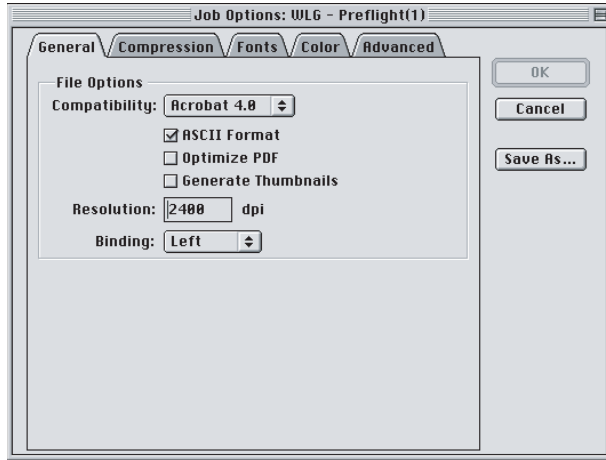 Job Options: WLG - Preflight(1)
General Compression Fonts Color Advanced
File Options
Compatibility: Acrobat 4.0
ASCII Format
Optimize PDF
Generate Thumbnails
Resolution: 2400 dpi
Binding: Left
OK
Cancel
Save As...